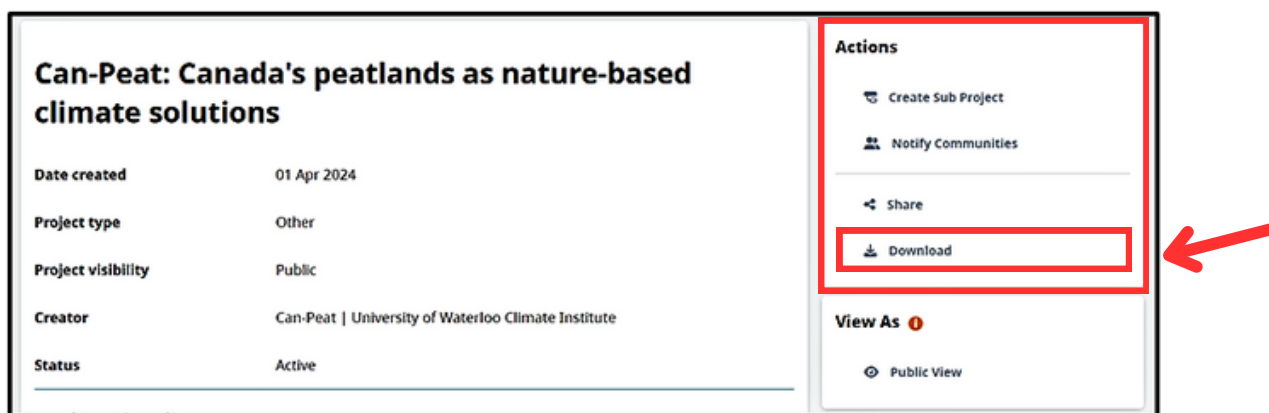 Can-Peat: Canada's peatlands as nature-based
climate solutions
Date created 01 Apr 2024
Project type Other
Project visibility Public
Creator Can-Peat | University of Waterloo Climate Institute
Status Active
Actions
Create Sub Project
Notify Communities
Share
Download
View As
Public View